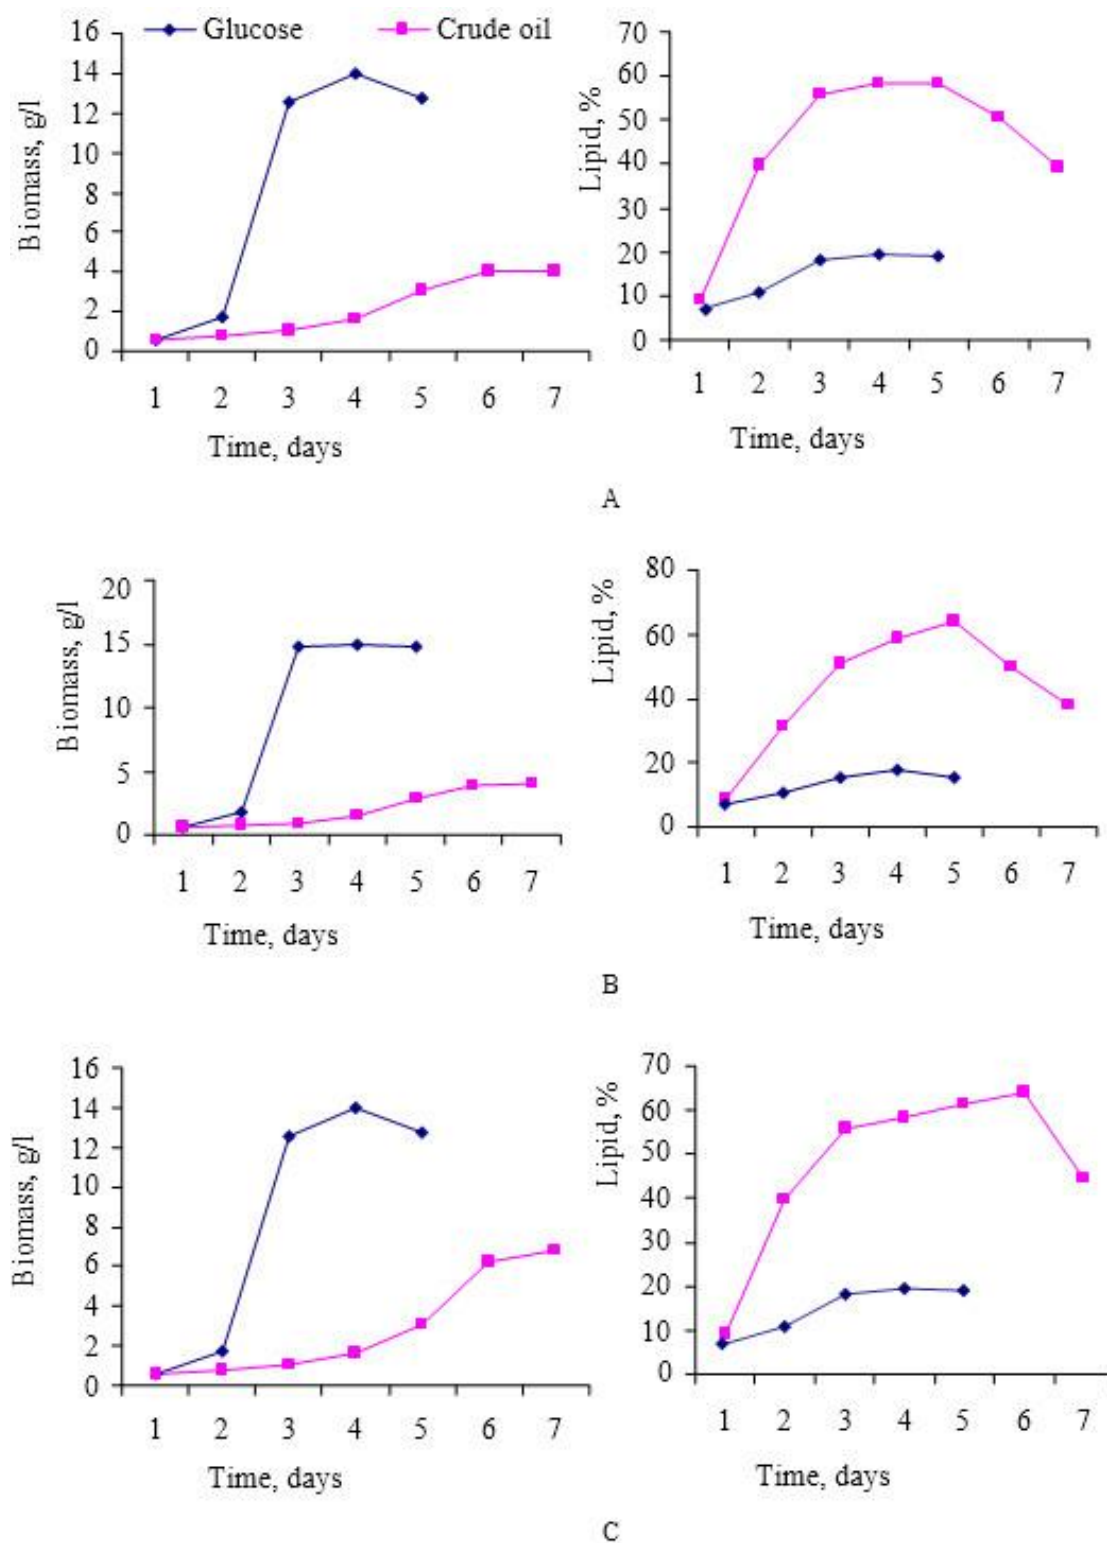 Glucose Crude oil
Biomass, g/l
16
14
12
10
8
6
4
2
0
1 2 3 4 5 6 7
Time, days
Lipid, %
70
60
50
40
30
20
10
0
1 2 3 4 5 6 7
Time, days
A
Biomass, g/l
20
15
10
5
0
1 2 3 4 5 6 7
Time, days
Lipid, %
80
60
40
20
0
1 2 3 4 5 6 7
Time, days
B
Biomass, g/l
16
14
12
10
8
6
4
2
0
1 2 3 4 5 6 7
Time, days
Lipid, %
70
60
50
40
30
20
10
0
1 2 3 4 5 6 7
Time, days
C